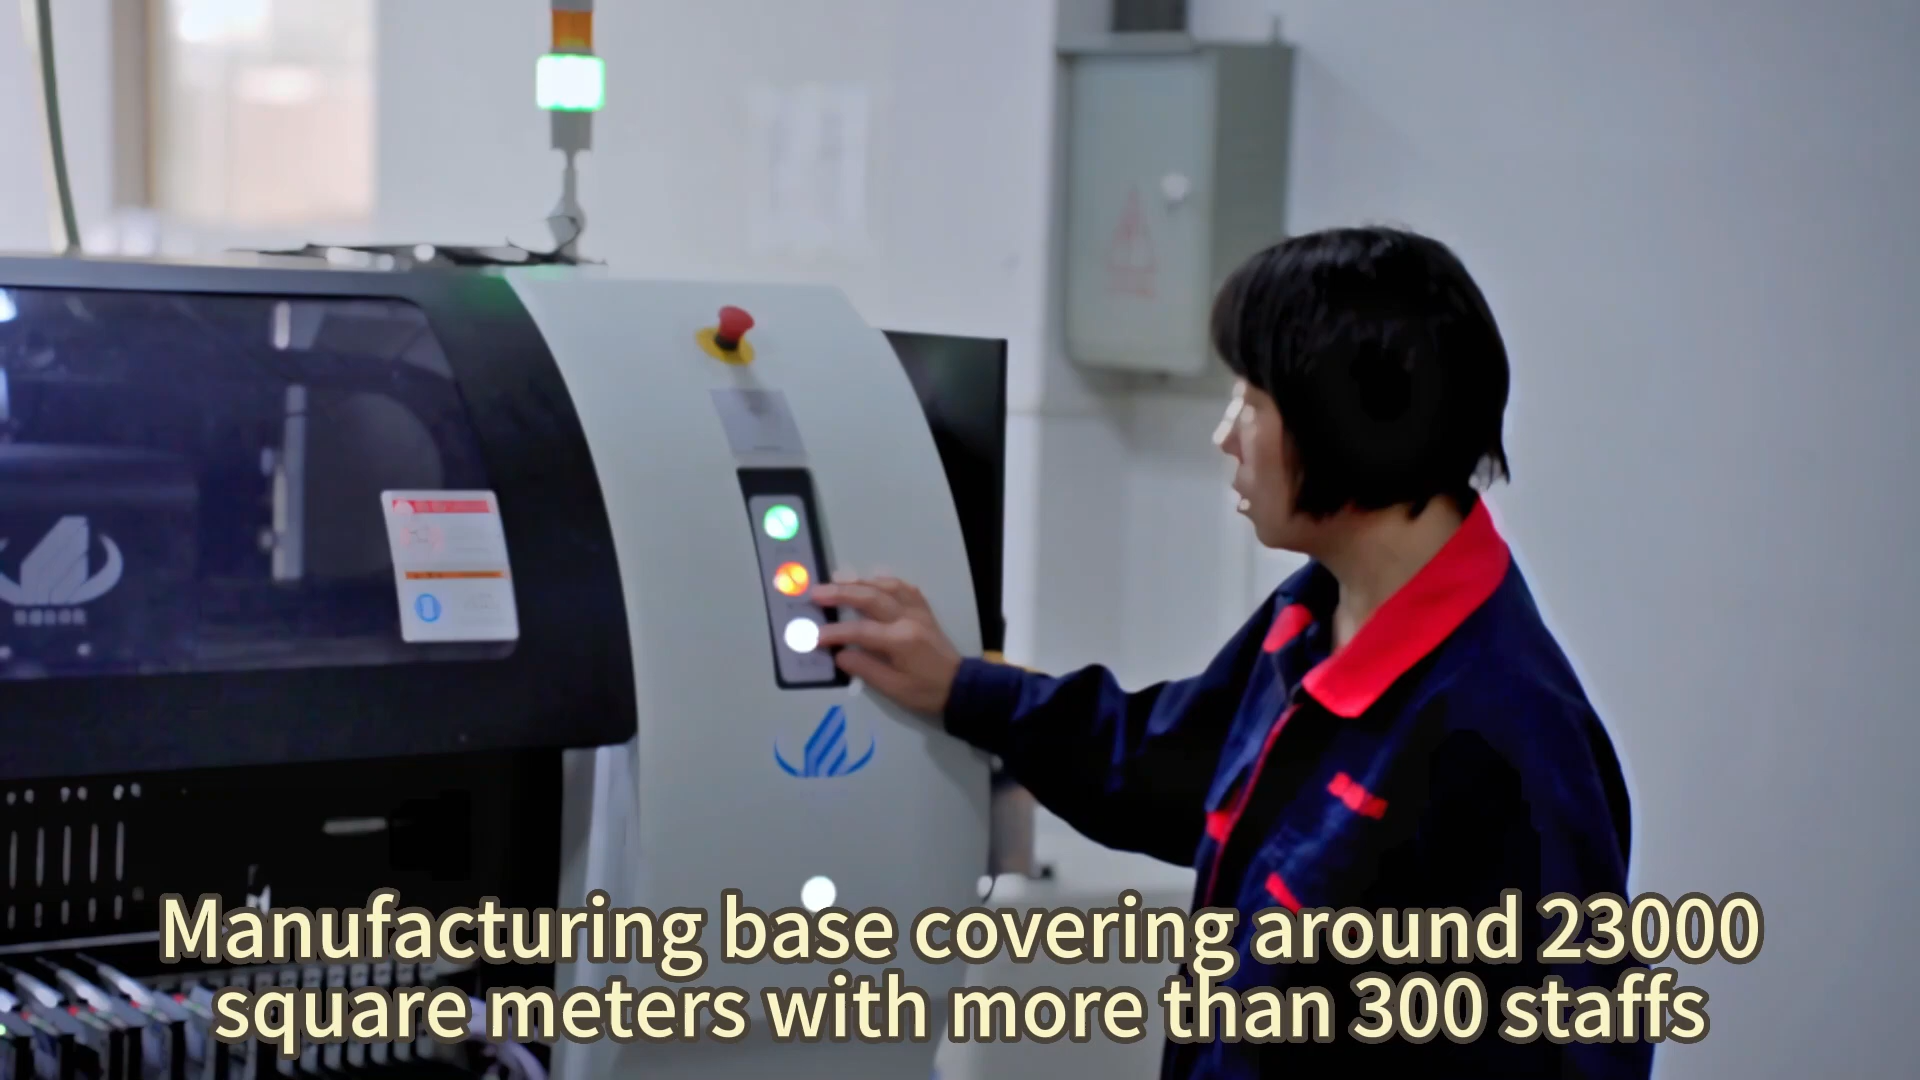 Manufacturing base covering around 23000
square meters with more than 300 staffs